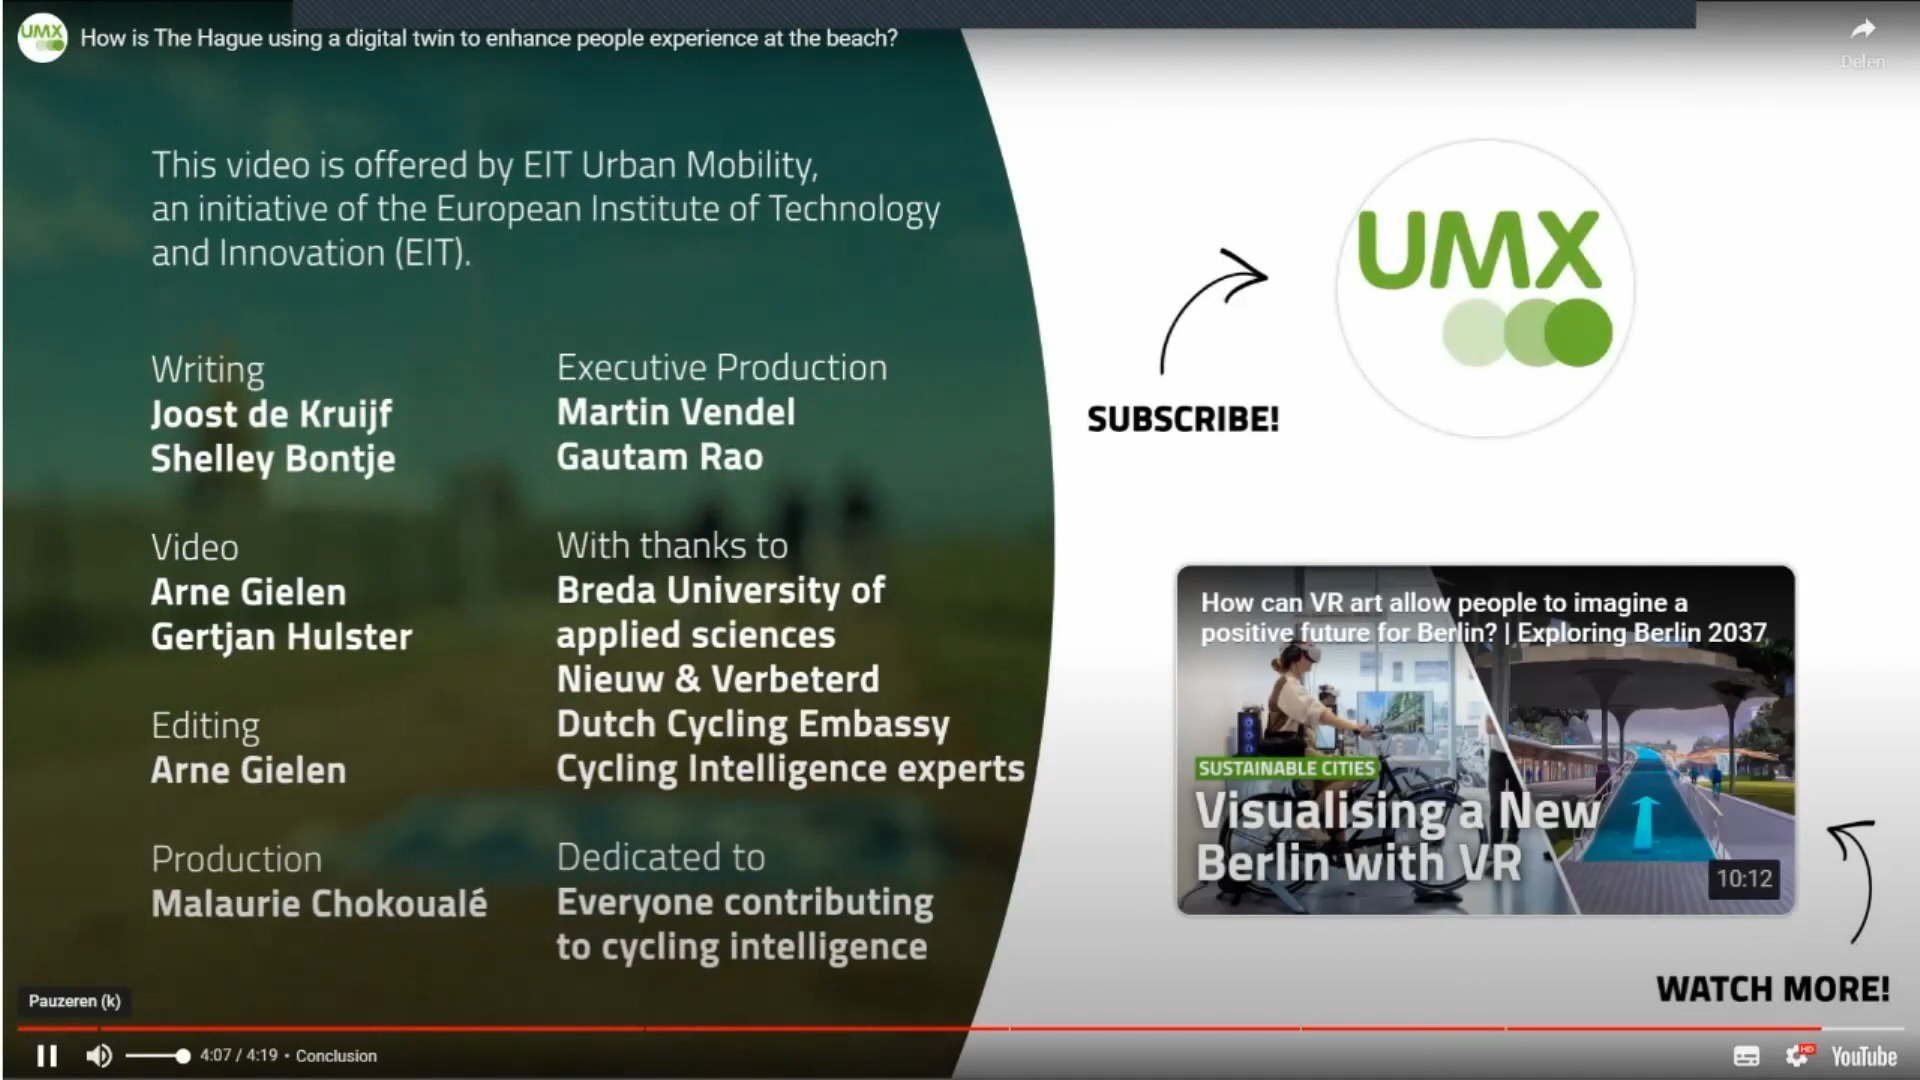 UMX
How is The Hague using a digital twin to enhance people experience at the beach?
Delen
This video is offered by EIT Urban Mobility,
an initiative of the European Institute of Technology
and Innovation (EIT).
Writing
Joost de Kruijf
Shelley Bontje
Video
Arne Gielen
Gertjan Hulster
Editing
Arne Gielen
Production
Malaurie Chokoualé
Executive Production
Martin Vendel
Gautam Rao
With thanks to
Breda University of
applied sciences
Nieuw & Verbeterd
Dutch Cycling Embassy
Cycling Intelligence experts
Dedicated to
Everyone contributing
to cycling intelligence
UMX
SUBSCRIBE!
How can VR art allow people to imagine a
positive future for Berlin? | Exploring Berlin 2037
SUSTAINABLE CITIES
Visualising a New
Berlin with VR
10:12
WATCH MORE!
Pauzeren (k)
4:07 / 4:19 • Conclusion
HD
YouTube